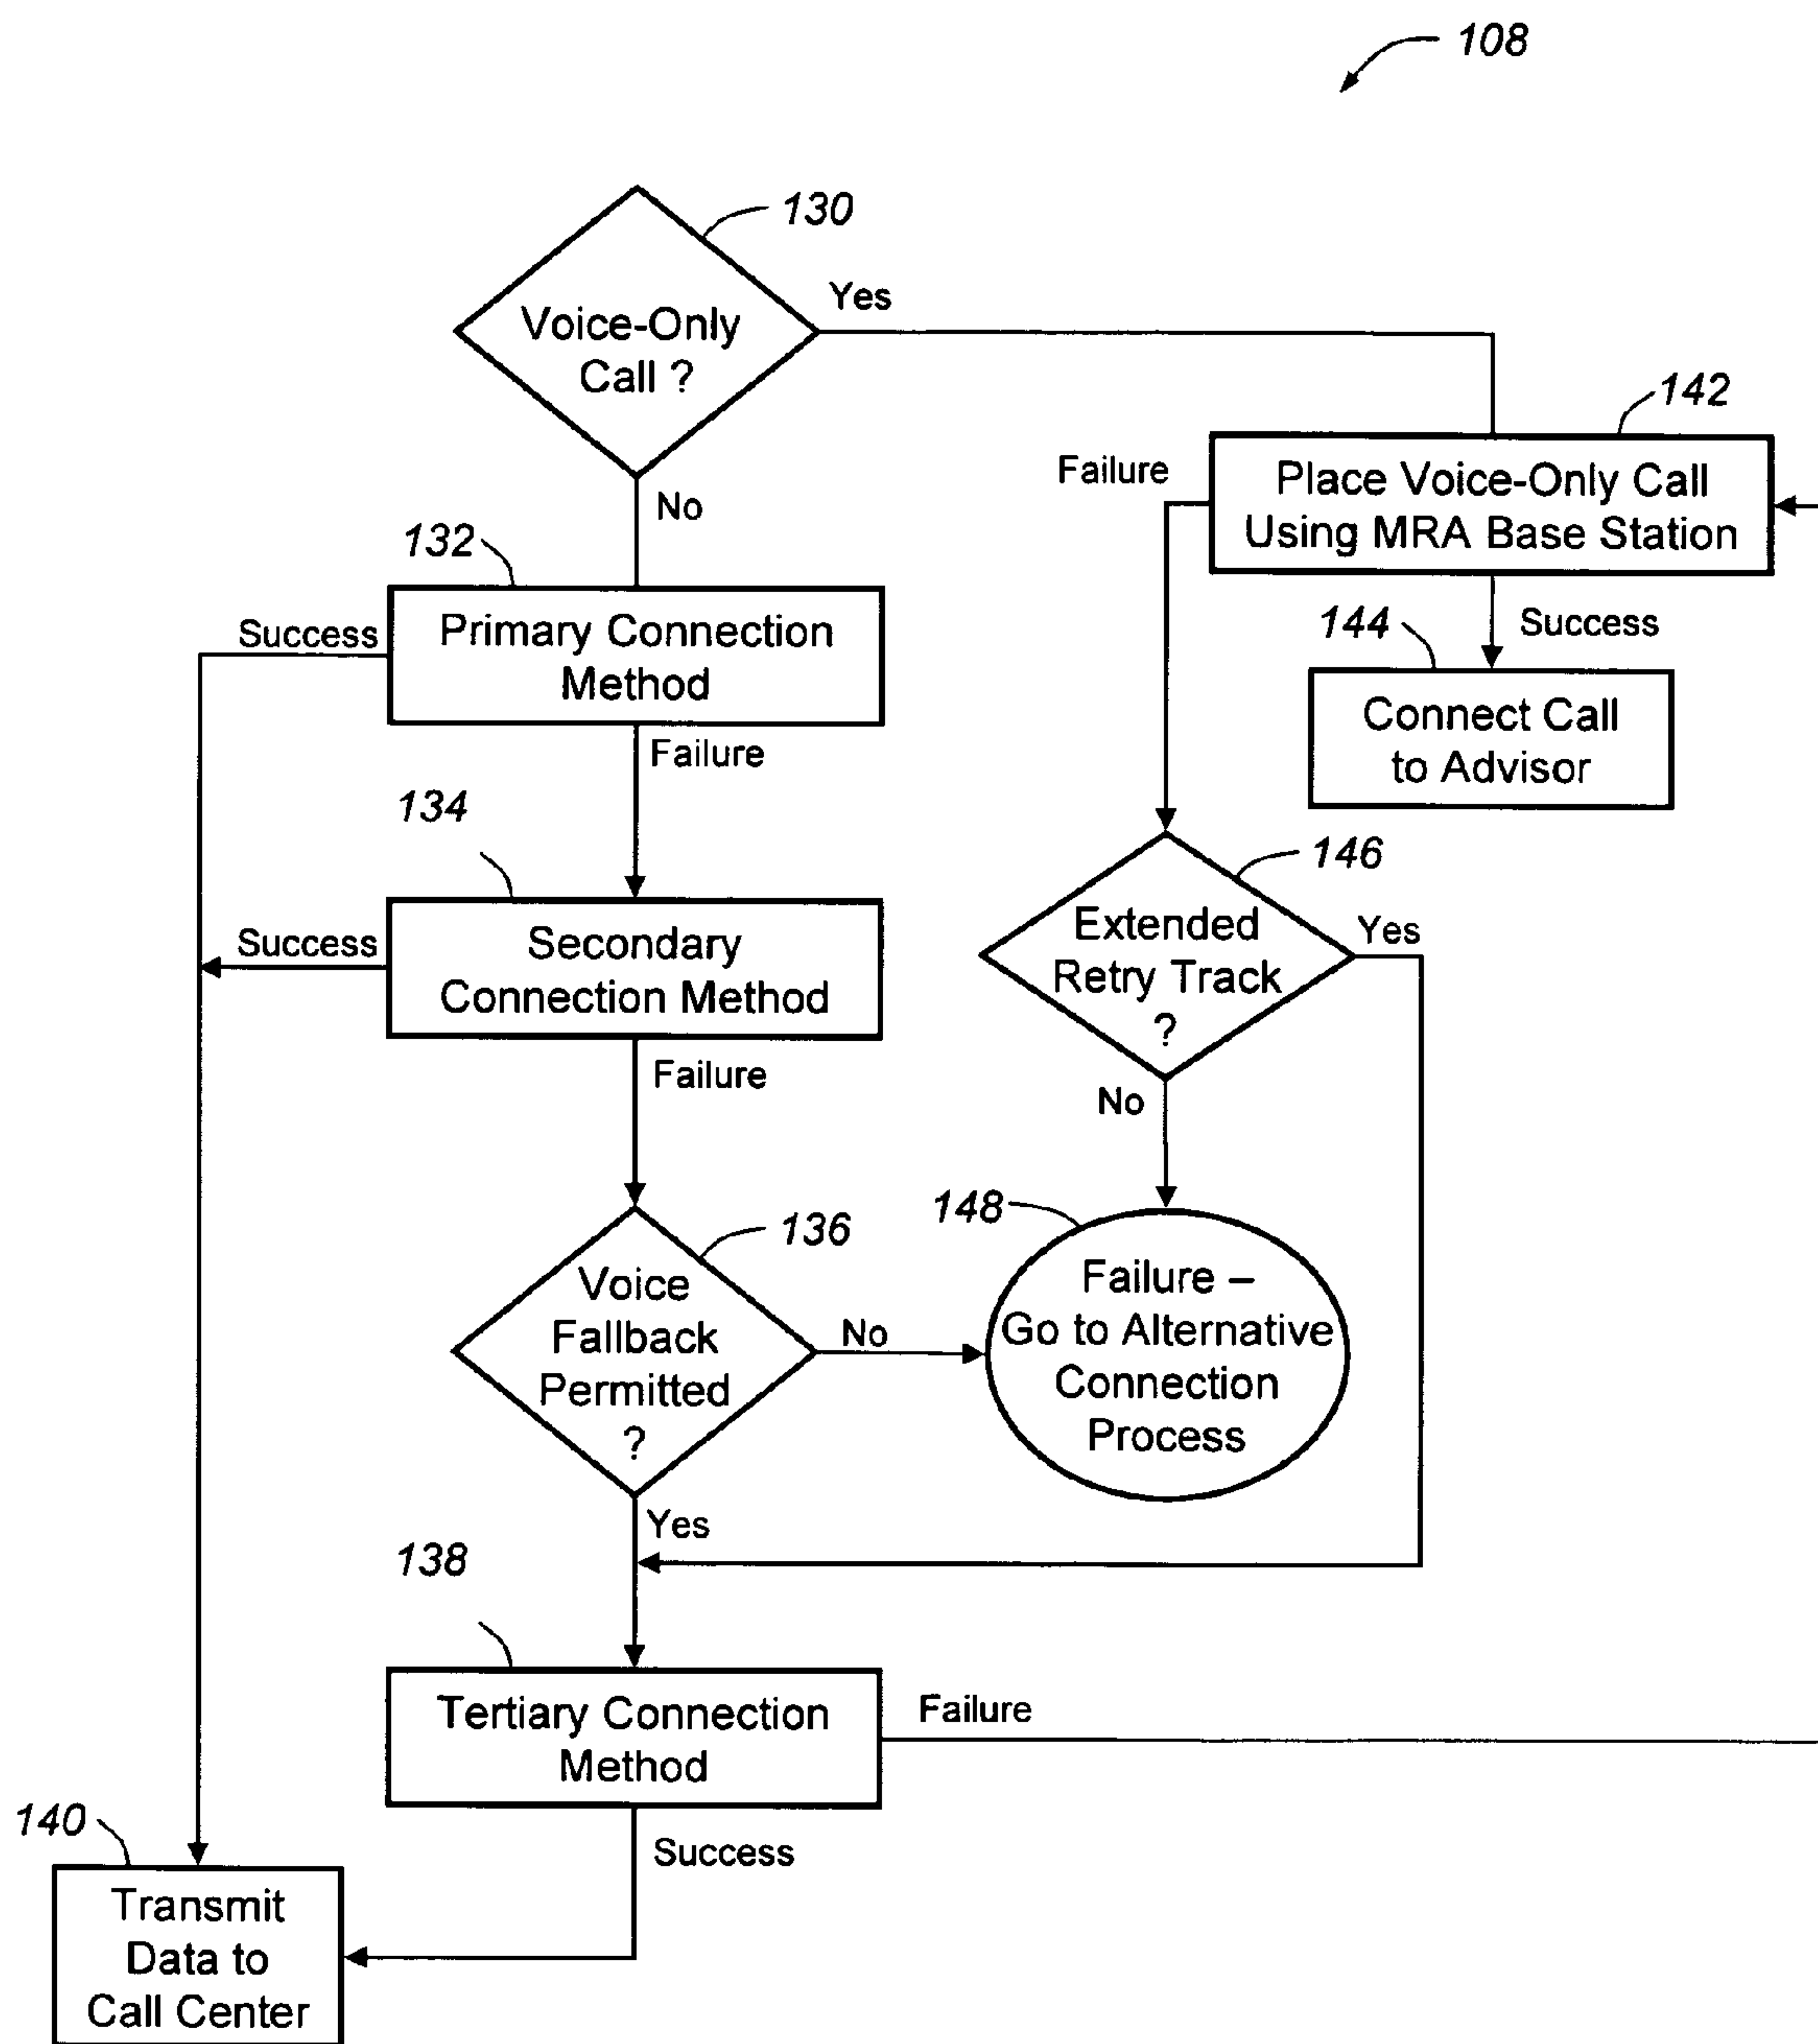 108
130
Voice-Only
Call ?
Yes
No
142
Place Voice-Only Call
Using MRA Base Station
Failure
Success
144
Connect Call
to Advisor
132
Primary Connection
Method
Success
Failure
134
Secondary
Connection Method
Success
Failure
146
Extended
Retry Track
?
Yes
No
136
Voice
Fallback
Permitted
?
No
Yes
148
Failure –
Go to Alternative
Connection
Process
138
Tertiary Connection
Method
Failure
Success
140
Transmit
Data to
Call Center